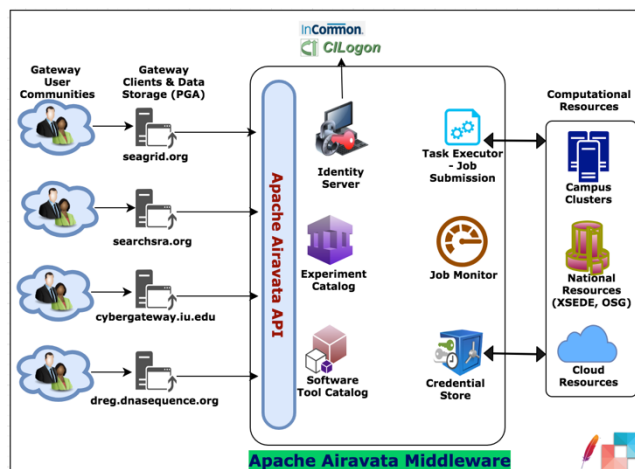 InCommon.
CILogon
Gateway
User
Communities
Gateway
Clients & Data
Storage (PGA)
seagrid.org
searchsra.org
cybergateway.iu.edu
dreg.dnasequence.org
Apache Airavata API
Identity
Server
Experiment
Catalog
Software
Tool Catalog
Task Executor
- Job
Submission
Job Monitor
Credential
Store
Computational
Resources
Campus
Clusters
National
Resources
(XSEDE, OSG)
Cloud
Resources
Apache Airavata Middleware